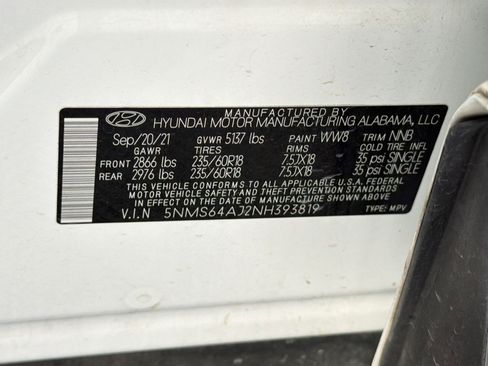 MANUFACTURED BY
HYUNDAI MOTOR MANUFACTURING ALABAMA, LLC
Sep/20/21 GVWR 5137 lbs PAINT WW8 TRIM NNB
GAWR TIRES RIMS COLD TIRE INFL
FRONT 2866 lbs 235/60R18 7.5JX18 35 psi SINGLE
REAR 2976 lbs 235/60R18 7.5JX18 35 psi SINGLE
THIS VEHICLE CONFORMS TO ALL APPLICABLE U.S.A
FEDERAL MOTOR VEHICLE SAFETY AND THEFT
PREVENTION STANDARDS IN EFFECT ON THE DATE
OF MANUFACTURE SHOWN ABOVE.
V.I.N 5NMS64AJ2NH393819 TYPE: MPV